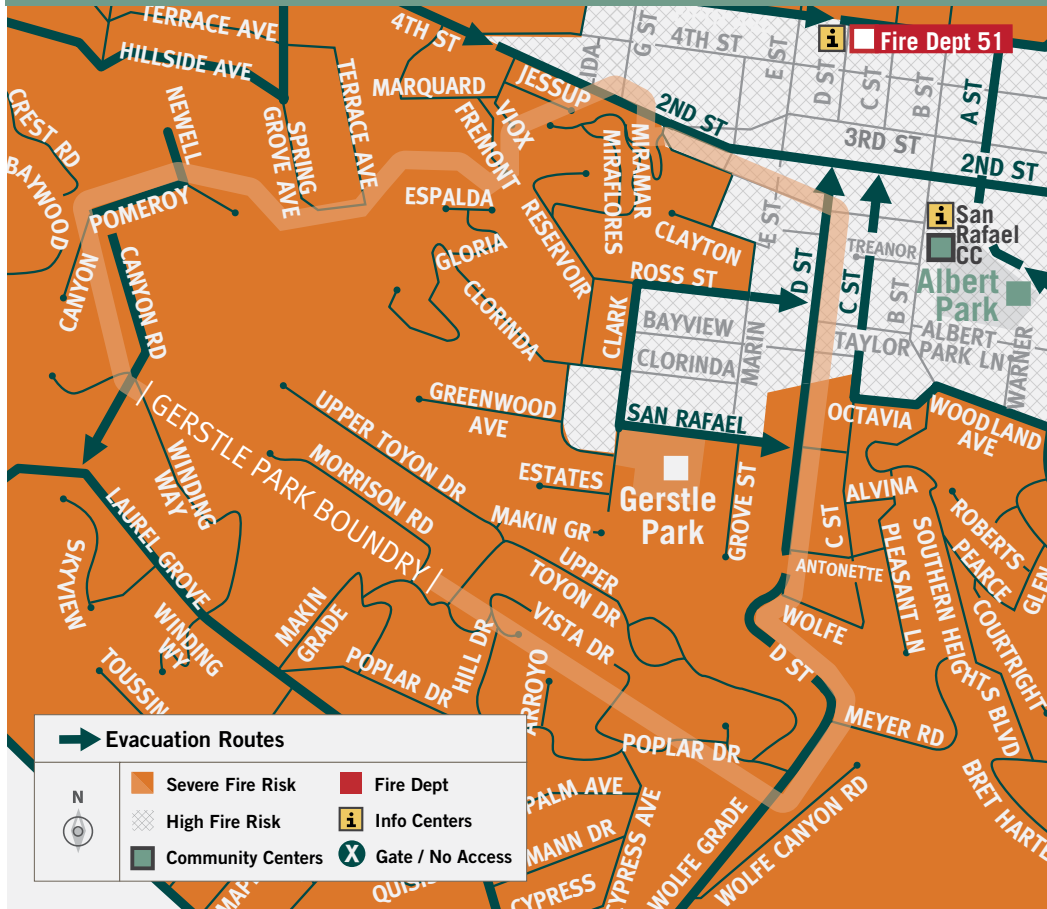 TERRACE AVE
HILLSIDE AVE
4TH ST
G ST
4TH ST
E ST
D ST
Fire Dept 51
C ST
B ST
A ST
JESSUP
MARQUARD
VIOX
FREMONT
2ND ST
3RD ST
2ND ST
CREST RD
BAYWOOD
NEWELL
SPRING
GROVE AVE
TERRACE AVE
MIRAMAR
MIRAFLORES
POMEROY
ESPALDA
RESERVOIR
CLAYTON
E ST
San
Rafael
CC
TREANOR
GLORIA
ROSS ST
D ST
C ST
B ST
Albert
Park
CANYON
CANYON RD
CLORINDA
CLARK
BAYVIEW
CLORINDA
MARIN
TAYLOR
ALBERT
PARK LN
WARNER
GREENWOOD
AVE
SAN RAFAEL
OCTAVIA
WOODLAND
AVE
GERSTLE PARK BOUNDRY
UPPER TOYON DR
MORRISON RD
WINDING
WAY
ESTATES
Gerstle
Park
GROVE ST
ALVINA
C ST
ROBERTS
PEARCE
GLEN
MAKIN GR
UPPER
TOYON DR
ANTONETTE
PLEASANT LN
SOUTHERN HEIGHTS BLVD
COURTRIGHT
LAUREL GROVE
SKYVIEW
WINDING
WY
MAKIN
GRADE
VISTA DR
WOLFE
D ST
HILL DR
ARROYO
POPLAR DR
TOUSSIN
MEYER RD
POPLAR DR
BRET HARTE
PALM AVE
MANN DR
CYPRESS
CYPRESS AVE
WOLFE GRADE
WOLFE CANYON RD
Evacuation Routes
N
Severe Fire Risk
High Fire Risk
Community Centers
Fire Dept
i Info Centers
X Gate / No Access